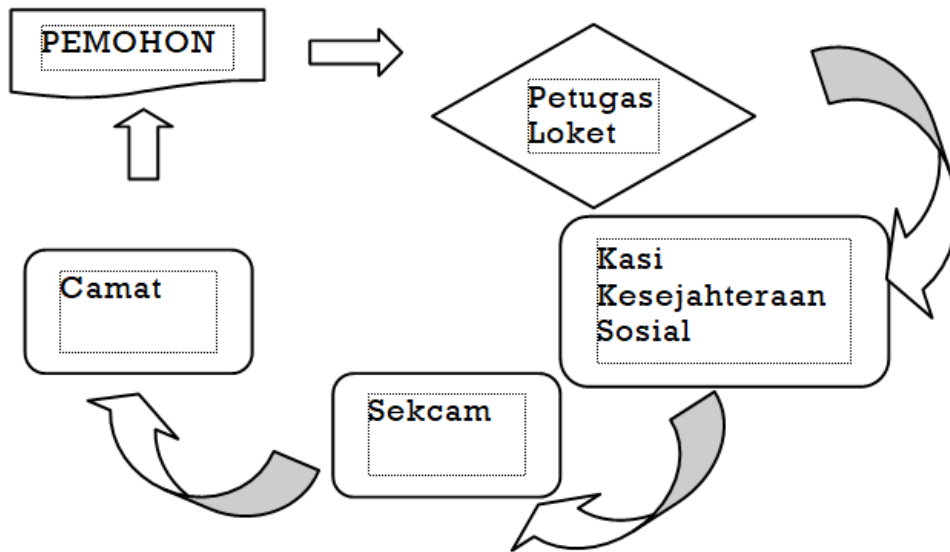 PEMOHON
Petugas
Loket
Kasi
Kesejahteraan
Sosial
Sekcam
Camat